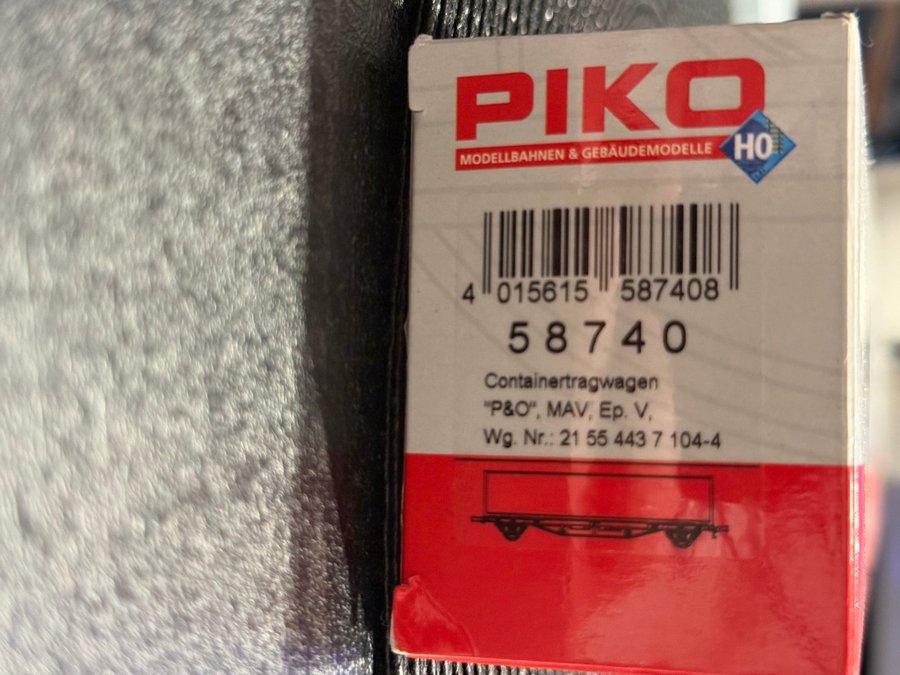 PIKO
MODELLBAHNEN & GEBÄUDEMODELLE
H0
4 015615 587408
58740
Containertragwagen
"P&O", MAV, Ep. V,
Wg. Nr.: 21 55 443 7 104-4